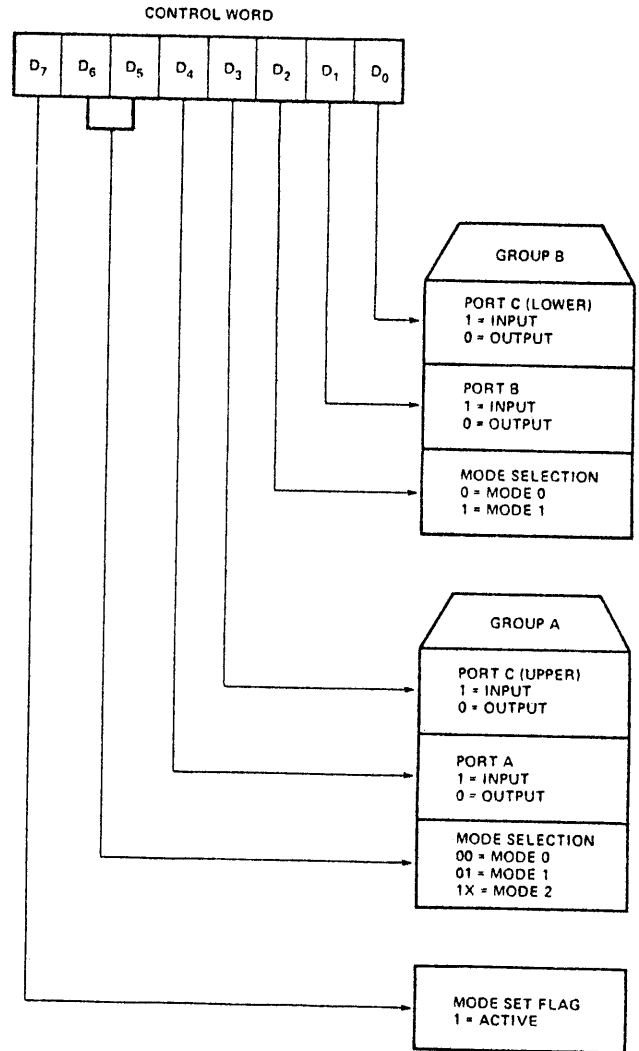 CONTROL WORD
D7 D6 D5 D4 D3 D2 D1 D0
GROUP B
PORT C (LOWER)
1 = INPUT
0 = OUTPUT
PORT B
1 = INPUT
0 = OUTPUT
MODE SELECTION
0 = MODE 0
1 = MODE 1
GROUP A
PORT C (UPPER)
1 = INPUT
0 = OUTPUT
PORT A
1 = INPUT
0 = OUTPUT
MODE SELECTION
00 = MODE 0
01 = MODE 1
1X = MODE 2
MODE SET FLAG
1 = ACTIVE